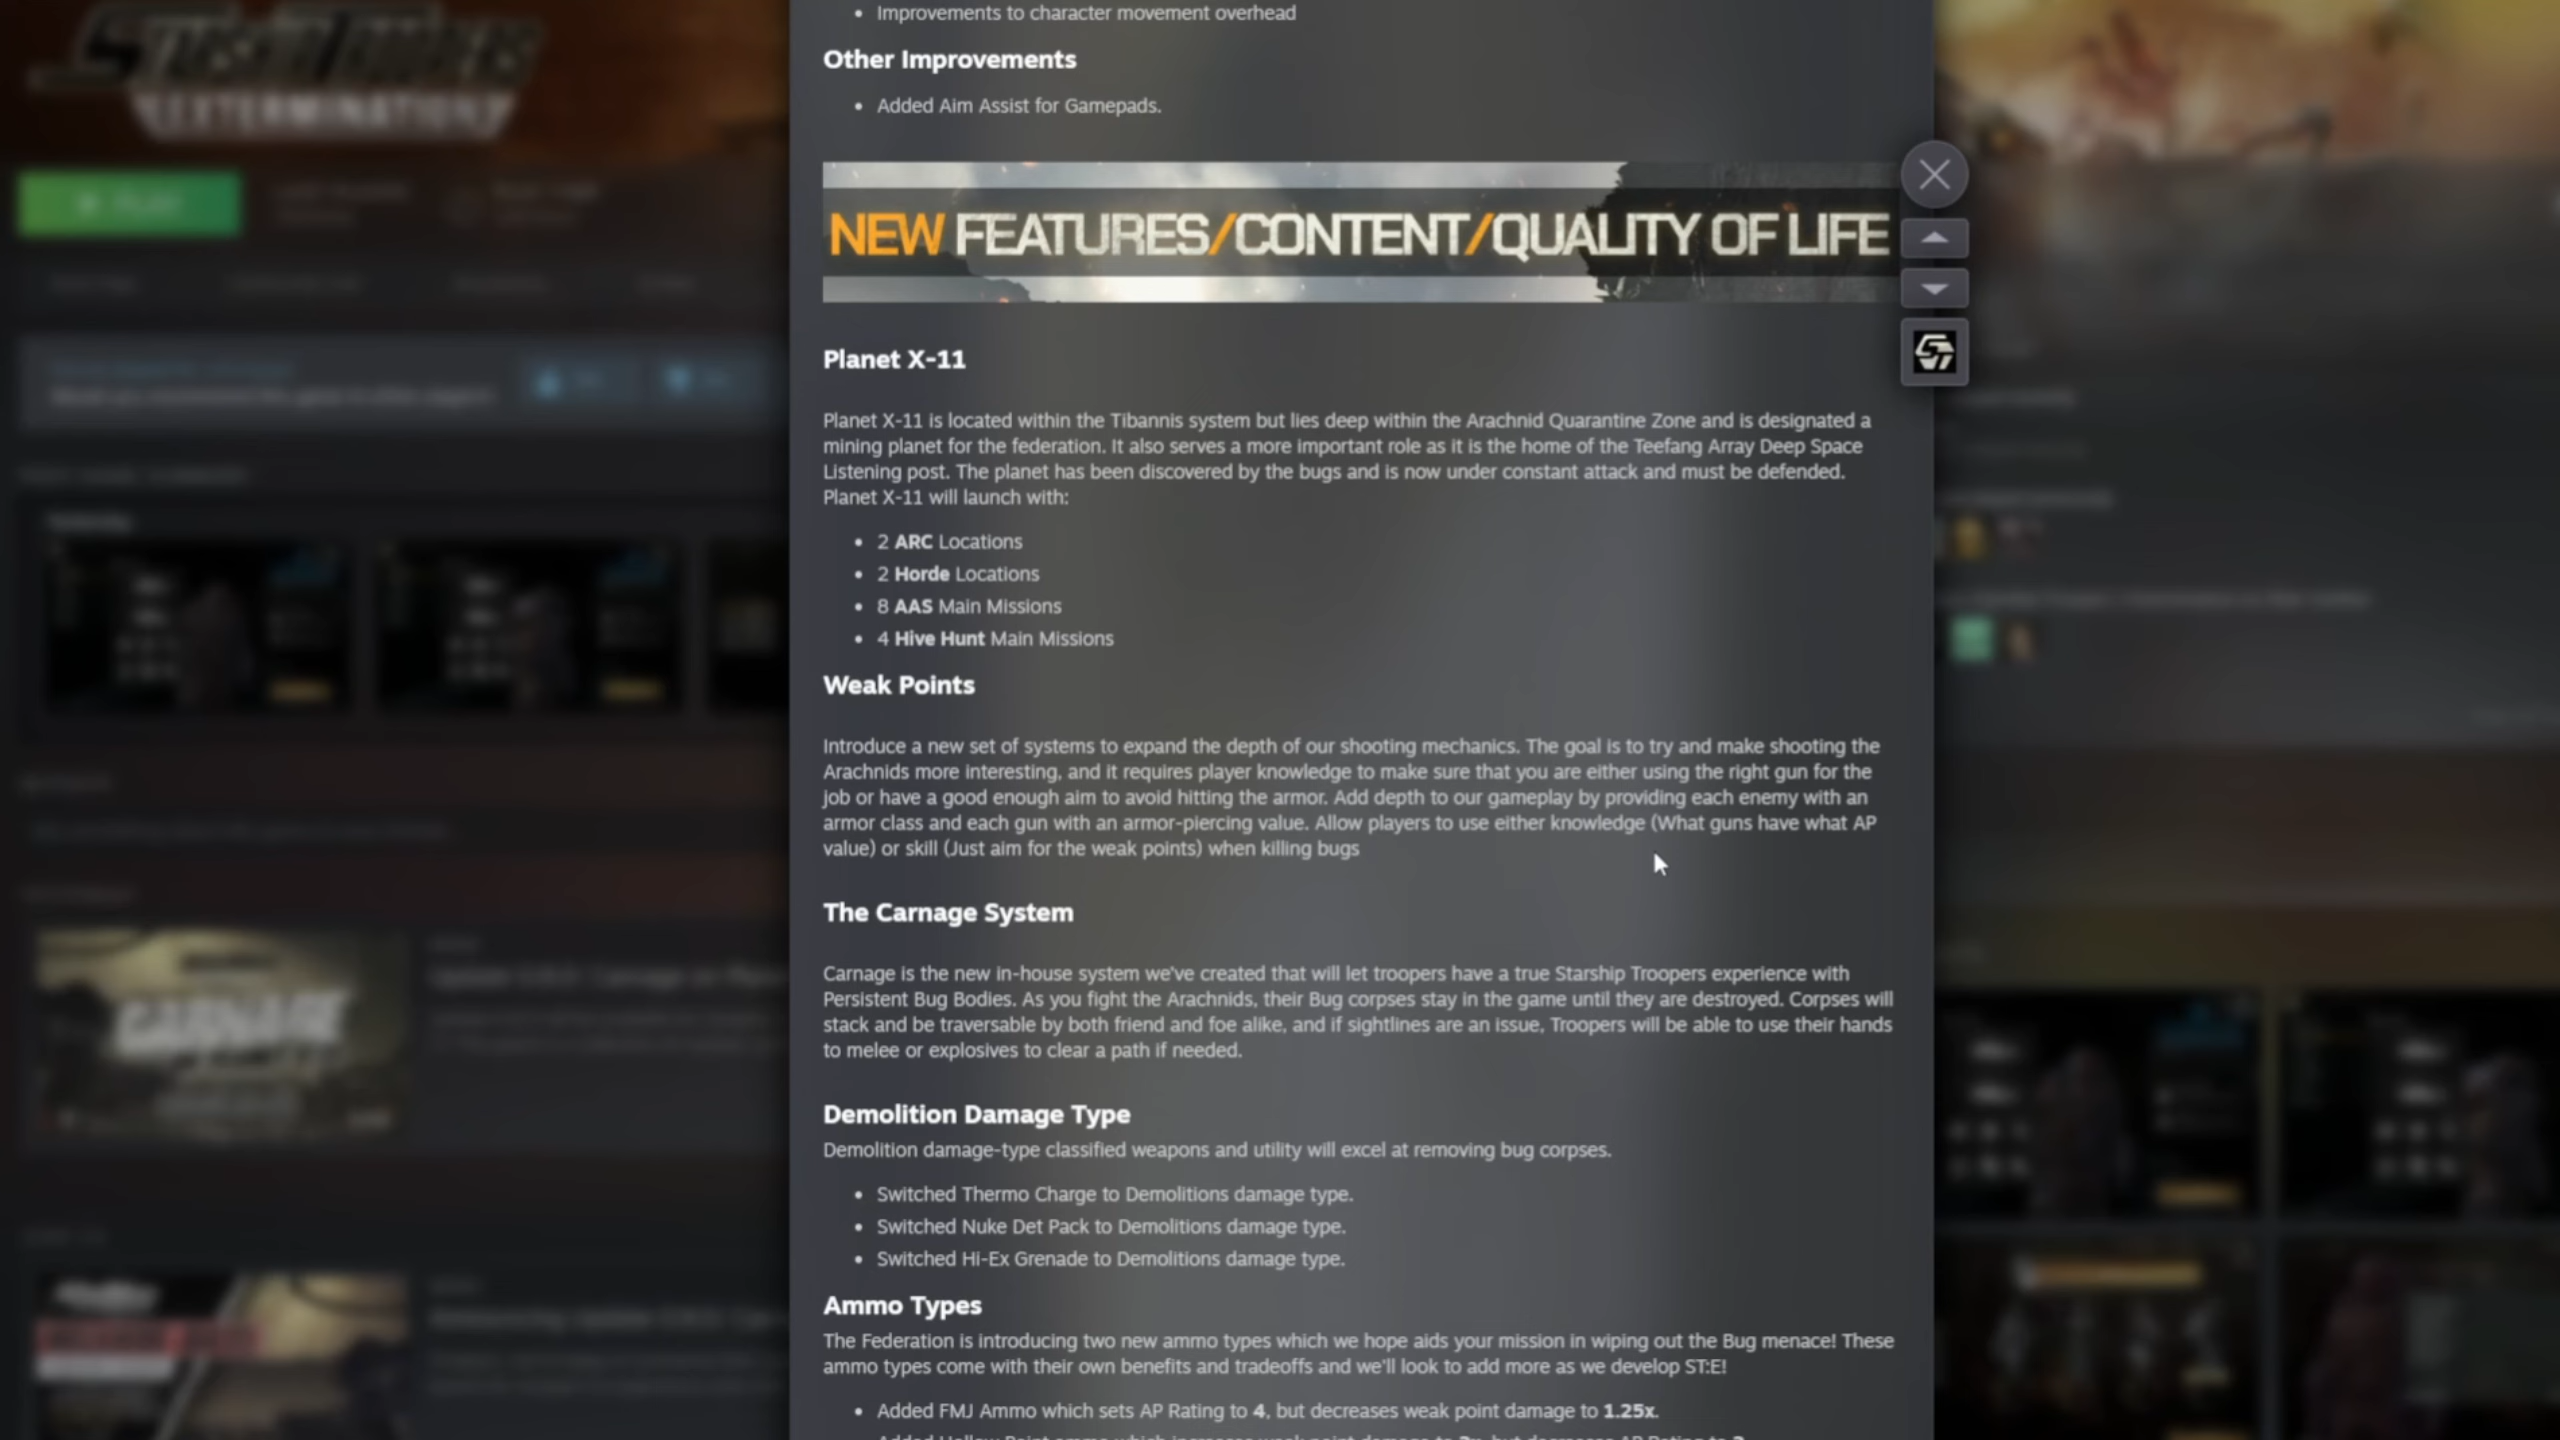 • Improvements to character movement overhead
Other Improvements
• Added Aim Assist for Gamepads.
NEW FEATURES/CONTENT/QUALITY OF LIFE
Planet X-11
Planet X-11 is located within the Tibannis system but lies deep within the Arachnid Quarantine Zone and is designated a
mining planet for the federation. It also serves a more important role as it is the home of the Teefang Array Deep Space
Listening post. The planet has been discovered by the bugs and is now under constant attack and must be defended.
Planet X-11 will launch with:
• 2 ARC Locations
• 2 Horde Locations
• 8 AAS Main Missions
• 4 Hive Hunt Main Missions
Weak Points
Introduce a new set of systems to expand the depth of our shooting mechanics. The goal is to try and make shooting the
Arachnids more interesting, and it requires player knowledge to make sure that you are either using the right gun for the
job or have a good enough aim to avoid hitting the armor. Add depth to our gameplay by providing each enemy with an
armor class and each gun with an armor-piercing value. Allow players to use either knowledge (What guns have what AP
value) or skill (Just aim for the weak points) when killing bugs
The Carnage System
Carnage is the new in-house system we've created that will let troopers have a true Starship Troopers experience with
Persistent Bug Bodies. As you fight the Arachnids, their Bug corpses stay in the game until they are destroyed. Corpses will
stack and be traversable by both friend and foe alike, and if sightlines are an issue, Troopers will be able to use their hands
to melee or explosives to clear a path if needed.
Demolition Damage Type
Demolition damage-type classified weapons and utility will excel at removing bug corpses.
• Switched Thermo Charge to Demolitions damage type.
• Switched Nuke Det Pack to Demolitions damage type.
• Switched Hi-Ex Grenade to Demolitions damage type.
Ammo Types
The Federation is introducing two new ammo types which we hope aids your mission in wiping out the Bug menace! These
ammo types come with their own benefits and tradeoffs and we'll look to add more as we develop ST:E!
• Added FMJ Ammo which sets AP Rating to 4, but decreases weak point damage to 1.25x.
EXTERMINATION
PLAY
CARNAGE